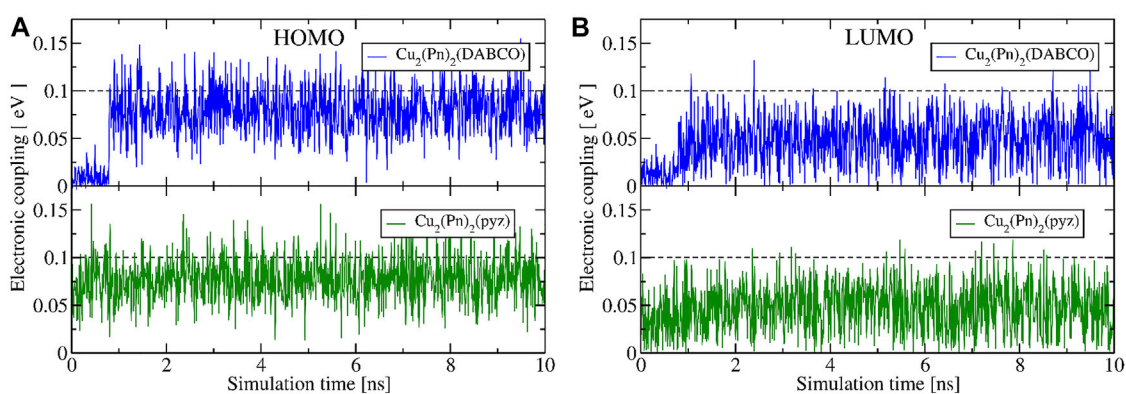 A
HOMO
Cu2(Pn)2(DABCO)
0.15
0.1
0.05
0
Cu2(Pn)2(pyz)
0.15
0.1
0.05
0
Electronic coupling [ eV ]
0 2 4 6 8 10
Simulation time [ns]
B
LUMO
Cu2(Pn)2(DABCO)
0.15
0.1
0.05
0
Cu2(Pn)2(pyz)
0.15
0.1
0.05
0
Electronic coupling [ eV ]
0 2 4 6 8 10
Simulation time [ns]